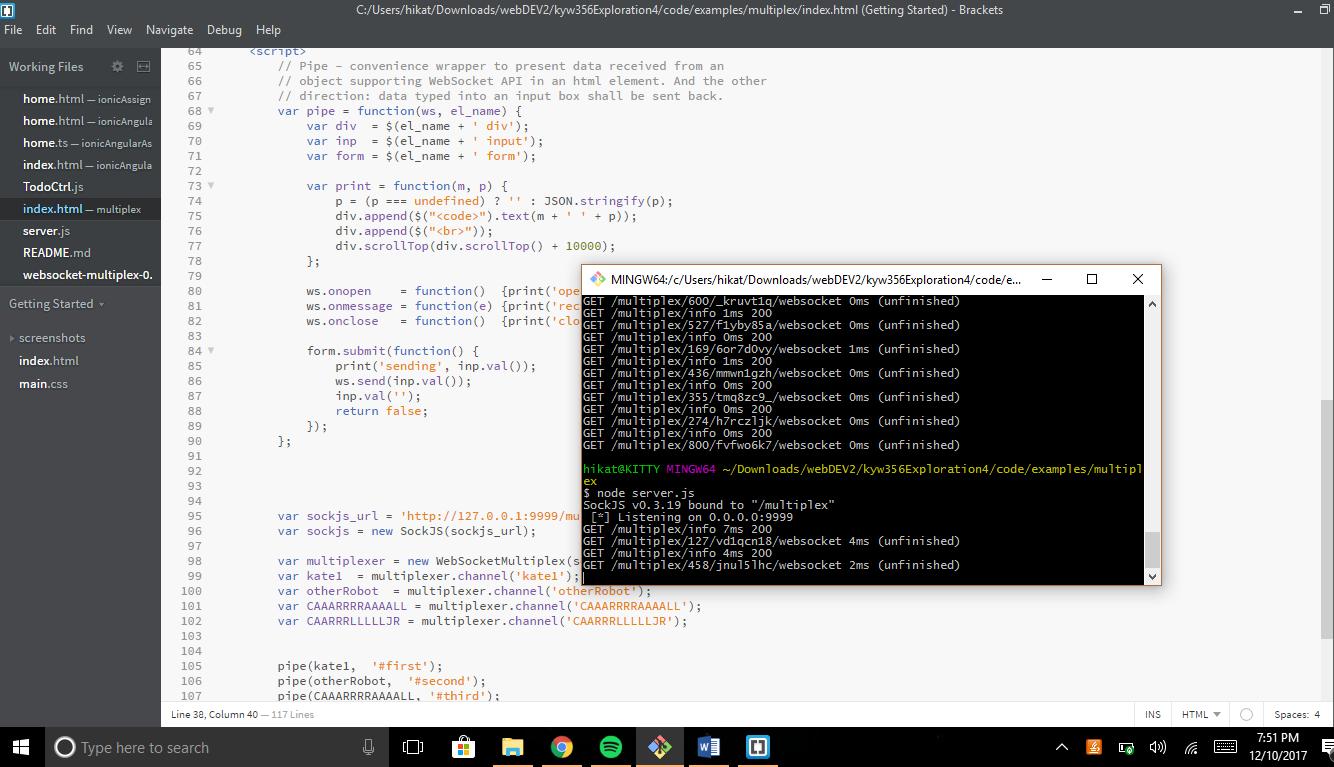 C:/Users/hikat/Downloads/webDEV2/kyw356Exploration4/code/examples/multiplex/index.html (Getting Started) - Brackets
File Edit Find View Navigate Debug Help
Working Files
home.html — ionicAssign
home.html — ionicAngula
home.ts — ionicAngularAs
index.html — ionicAngula
TodoCtrl.js
index.html — multiplex
server.js
README.md
websocket-multiplex-0.
Getting Started
screenshots
index.html
main.css
64 <script>
65 // Pipe - convenience wrapper to present data received from an
66 // object supporting WebSocket API in an html element. And the other
67 // direction: data typed into an input box shall be sent back.
68 var pipe = function(ws, el_name) {
69 var div  = $(el_name + ' div');
70 var inp  = $(el_name + ' input');
71 var form = $(el_name + ' form');
72
73 var print = function(m, p) {
74 p = (p === undefined) ? '' : JSON.stringify(p);
75 div.append($("<code>").text(m + ' ' + p));
76 div.append($("<br>"));
77 div.scrollTop(div.scrollTop() + 10000);
78 };
79
80 ws.onopen    = function()  {print('ope
81 ws.onmessage = function(e) {print('rec
82 ws.onclose   = function()  {print('clo
83
84 form.submit(function() {
85 print('sending', inp.val());
86 ws.send(inp.val());
87 inp.val('');
88 return false;
89 });
90 };
91
92
93
94
95 var sockjs_url = 'http://127.0.0.1:9999/mu
96 var sockjs = new SockJS(sockjs_url);
97
98 var multiplexer = new WebSocketMultiplex(s
99 var kate1  = multiplexer.channel('kate1');
100 var otherRobot  = multiplexer.channel('otherRobot');
101 var CAAARRRRAAAALL = multiplexer.channel('CAAARRRRAAAALL');
102 var CAARRRLLLLLJR = multiplexer.channel('CAARRRLLLLLJR');
103
104
105 pipe(kate1,  '#first');
106 pipe(otherRobot,  '#second');
107 pipe(CAAARRRRAAAALL, '#third');
MINGW64:/c/Users/hikat/Downloads/webDEV2/kyw356Exploration4/code/e...
GET /multiplex/600/_kruvt1q/websocket 0ms (unfinished)
GET /multiplex/info 1ms 200
GET /multiplex/527/f1yby85a/websocket 0ms (unfinished)
GET /multiplex/info 0ms 200
GET /multiplex/169/6or7d0vy/websocket 1ms (unfinished)
GET /multiplex/info 1ms 200
GET /multiplex/436/mmwn1gzh/websocket 0ms (unfinished)
GET /multiplex/info 0ms 200
GET /multiplex/355/tmq8zc9_/websocket 0ms (unfinished)
GET /multiplex/info 0ms 200
GET /multiplex/274/h7rczljk/websocket 0ms (unfinished)
GET /multiplex/info 0ms 200
GET /multiplex/800/fvfwo6k7/websocket 0ms (unfinished)
hikat@KITTY MINGW64 ~/Downloads/webDEV2/kyw356Exploration4/code/examples/multipl
ex
$ node server.js
SockJS v0.3.19 bound to "/multiplex"
[*] Listening on 0.0.0.0:9999
GET /multiplex/info 7ms 200
GET /multiplex/127/vd1qcn18/websocket 4ms (unfinished)
GET /multiplex/info 4ms 200
GET /multiplex/458/jnul5lhc/websocket 2ms (unfinished)
Line 38, Column 40 — 117 Lines
INS HTML Spaces: 4
Type here to search
7:51 PM
12/10/2017